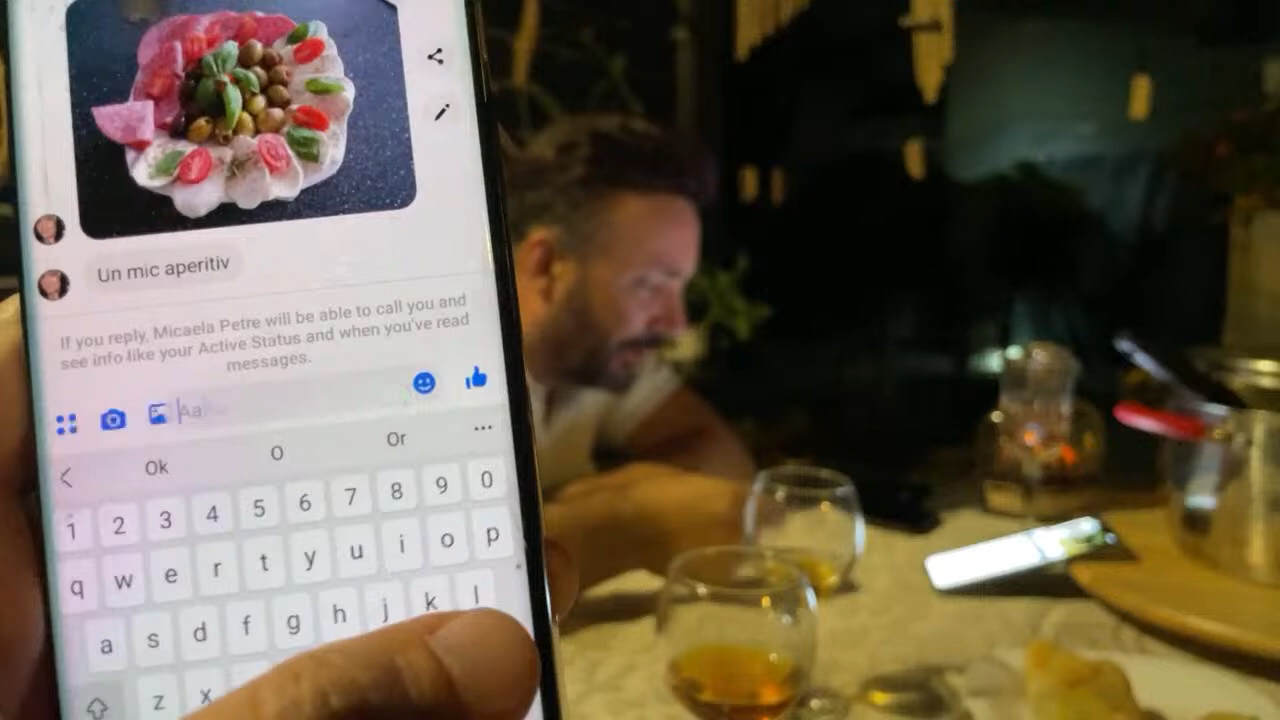 Un mic aperitiv
If you reply, Micaela Petre will be able to call you and
see info like your Active Status and when you've read
messages.
Aa
Ok O Or
1 2 3 4 5 6 7 8 9 0
q w e r t y u i o p
a s d f g h j k l
z x